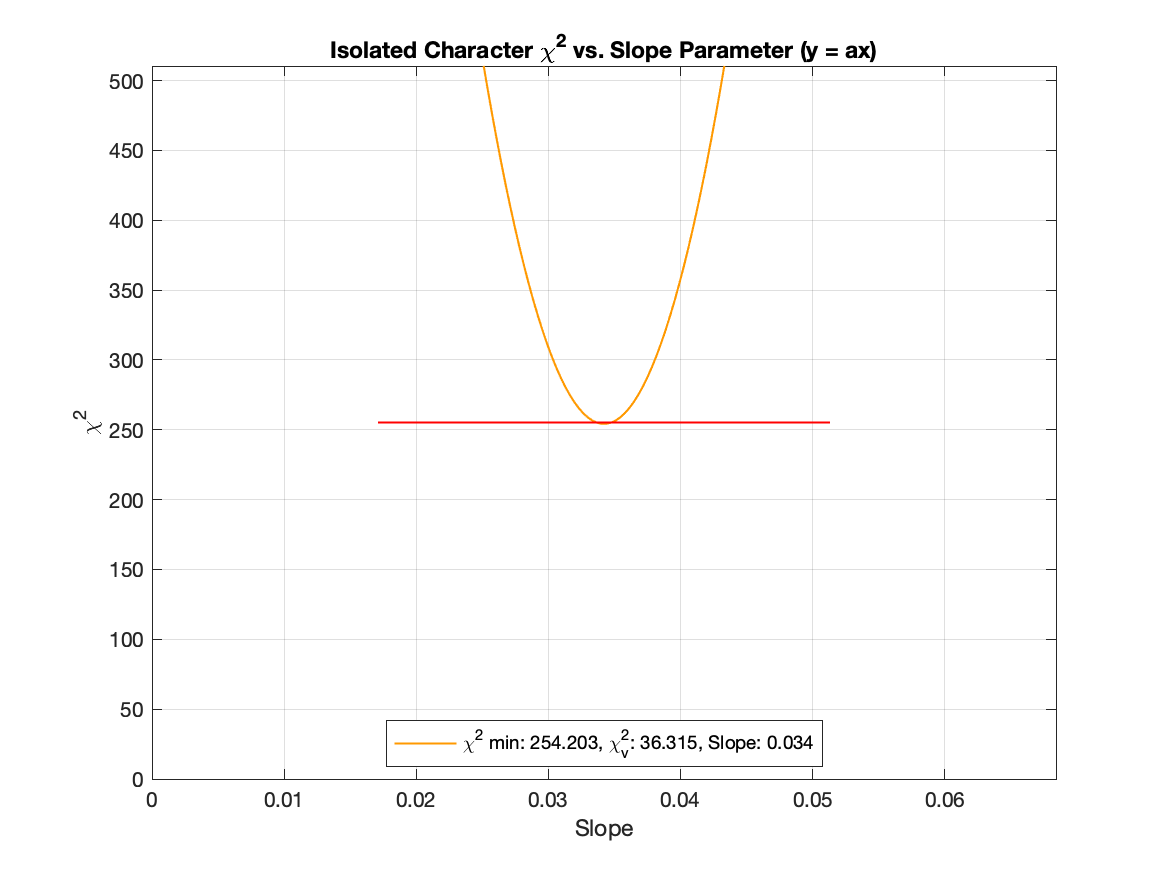 Isolated Character χ² vs. Slope Parameter (y = ax)
500
450
400
350
300
250
200
150
100
50
0
χ²
χ² min: 254.203, χ²ᵥ: 36.315, Slope: 0.034
0 0.01 0.02 0.03 0.04 0.05 0.06
Slope